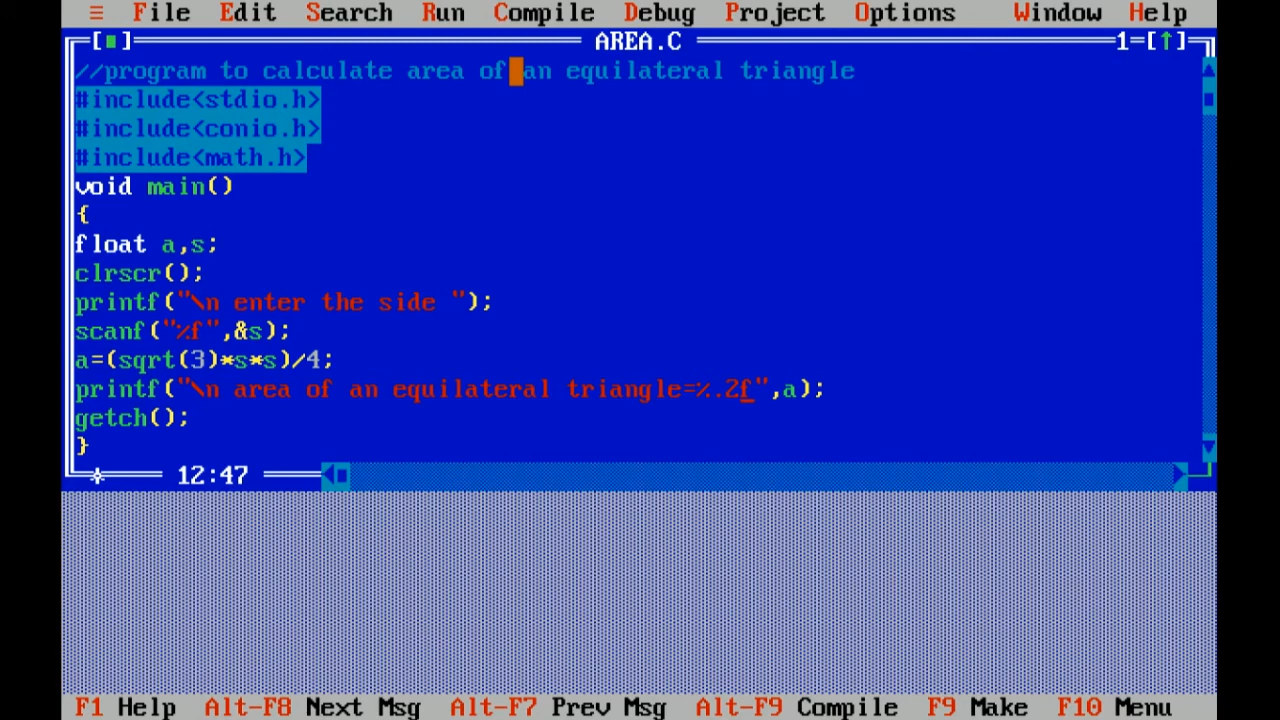 ≡ File Edit Search Run Compile Debug Project Options Window Help
[■] AREA.C 1=[↑]
//program to calculate area of an equilateral triangle
#include<stdio.h>
#include<conio.h>
#include<math.h>
void main()
{
float a,s;
clrscr();
printf("\n enter the side ");
scanf("%f",&s);
a=(sqrt(3)*s*s)/4;
printf("\n area of an equilateral triangle=%.2f",a);
getch();
}
12:47
F1 Help Alt-F8 Next Msg Alt-F7 Prev Msg Alt-F9 Compile F9 Make F10 Menu